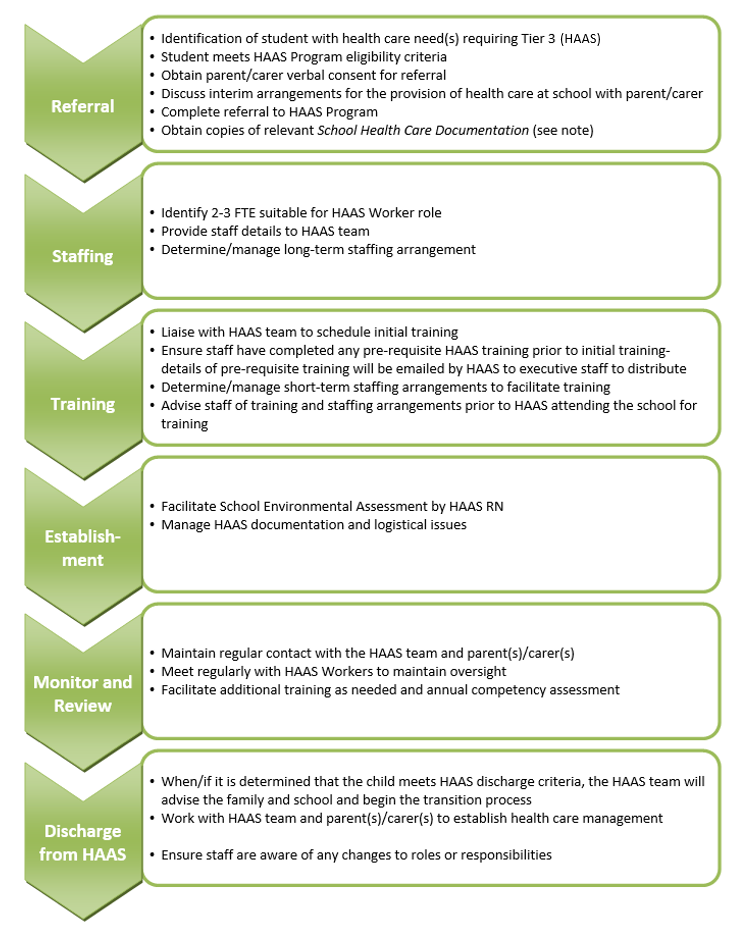 Referral
• Identification of student with health care need(s) requiring Tier 3 (HAAS)
• Student meets HAAS Program eligibility criteria
• Obtain parent/carer verbal consent for referral
• Discuss interim arrangements for the provision of health care at school with parent/carer
• Complete referral to HAAS Program
• Obtain copies of relevant School Health Care Documentation (see note)
Staffing
• Identify 2-3 FTE suitable for HAAS Worker role
• Provide staff details to HAAS team
• Determine/manage long-term staffing arrangement
Training
• Liaise with HAAS team to schedule initial training
• Ensure staff have completed any pre-requisite HAAS training prior to initial training-
details of pre-requisite training will be emailed by HAAS to executive staff to distribute
• Determine/manage short-term staffing arrangements to facilitate training
• Advise staff of training and staffing arrangements prior to HAAS attending the school for
training
Establish-
ment
• Facilitate School Environmental Assessment by HAAS RN
• Manage HAAS documentation and logistical issues
Monitor and
Review
• Maintain regular contact with the HAAS team and parent(s)/carer(s)
• Meet regularly with HAAS Workers to maintain oversight
• Facilitate additional training as needed and annual competency assessment
Discharge
from HAAS
• When/if it is determined that the child meets HAAS discharge criteria, the HAAS team will
advise the family and school and begin the transition process
• Work with HAAS team and parent(s)/carer(s) to establish health care management
• Ensure staff are aware of any changes to roles or responsibilities